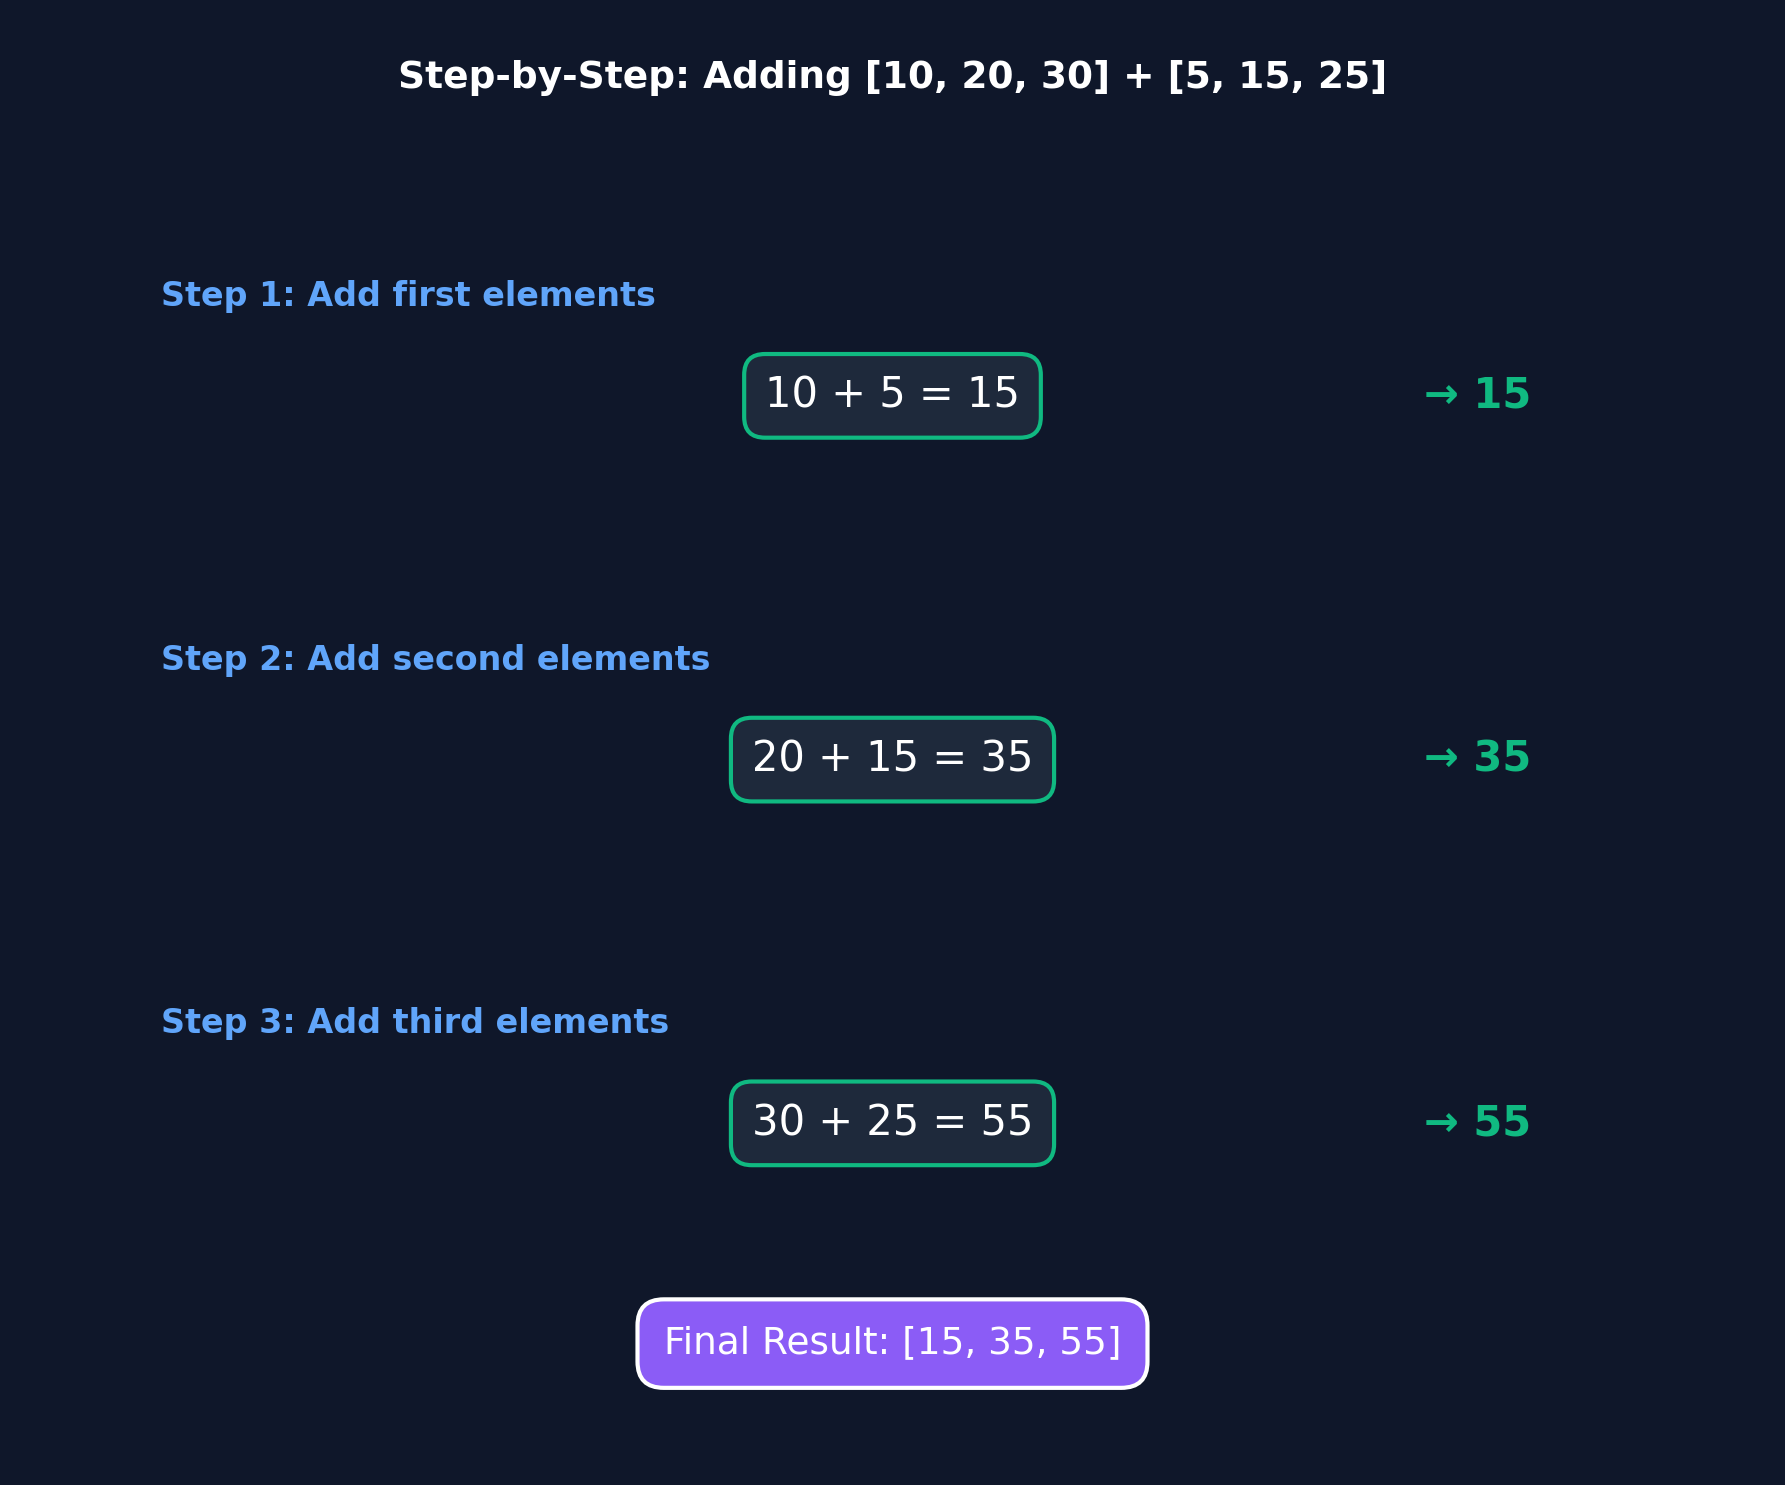 Step-by-Step: Adding [10, 20, 30] + [5, 15, 25]
Step 1: Add first elements
10 + 5 = 15
→ 15
Step 2: Add second elements
20 + 15 = 35
→ 35
Step 3: Add third elements
30 + 25 = 55
→ 55
Final Result: [15, 35, 55]